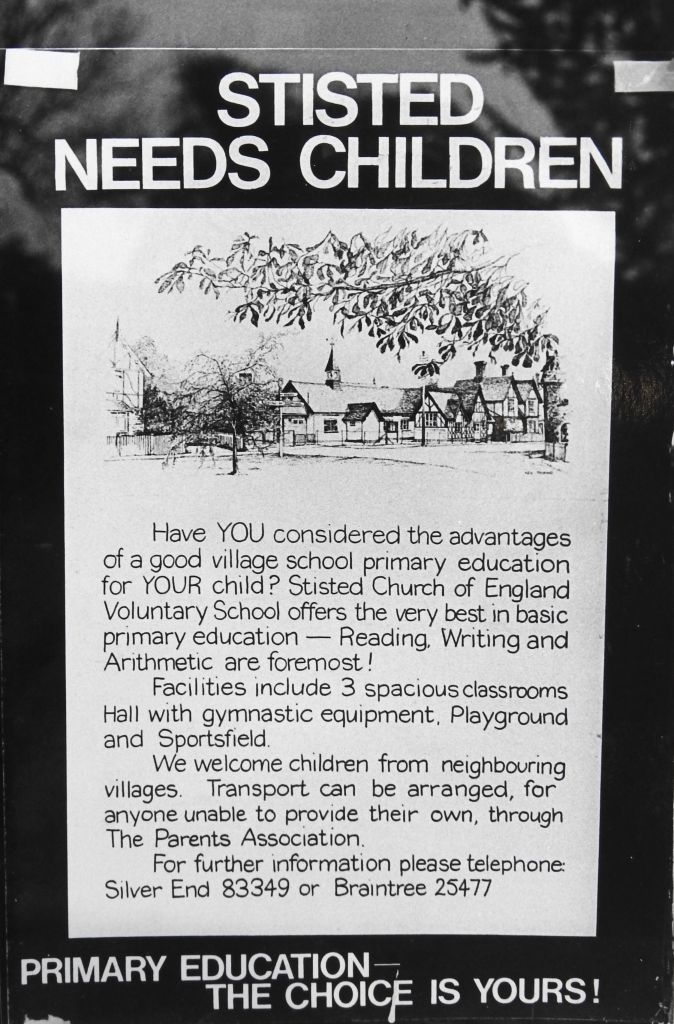 STISTED
NEEDS CHILDREN
Have YOU considered the advantages
of a good village school primary education
for YOUR child? Stisted Church of England
Voluntary School offers the very best in basic
primary education — Reading, Writing and
Arithmetic are foremost!
Facilities include 3 spacious classrooms
Hall with gymnastic equipment, Playground
and Sportsfield.
We welcome children from neighbouring
villages. Transport can be arranged, for
anyone unable to provide their own, through
The Parents Association.
For further information please telephone:
Silver End 83349 or Braintree 25477
PRIMARY EDUCATION—
THE CHOICE IS YOURS!